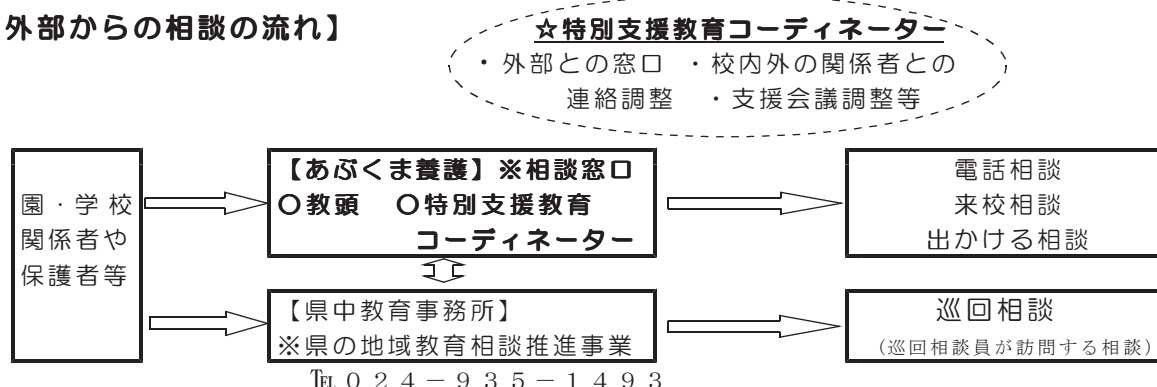 外部からの相談の流れ】
☆特別支援教育コーディネーター
・外部との窓口 ・校内外の関係者との
連絡調整 ・支援会議調整等
園・学校
関係者や
保護者等
【あぶくま養護】※相談窓口
○教頭 ○特別支援教育
コーディネーター
電話相談
来校相談
出かける相談
【県中教育事務所】
※県の地域教育相談推進事業
巡回相談
(巡回相談員が訪問する相談)
℡024-935-1493